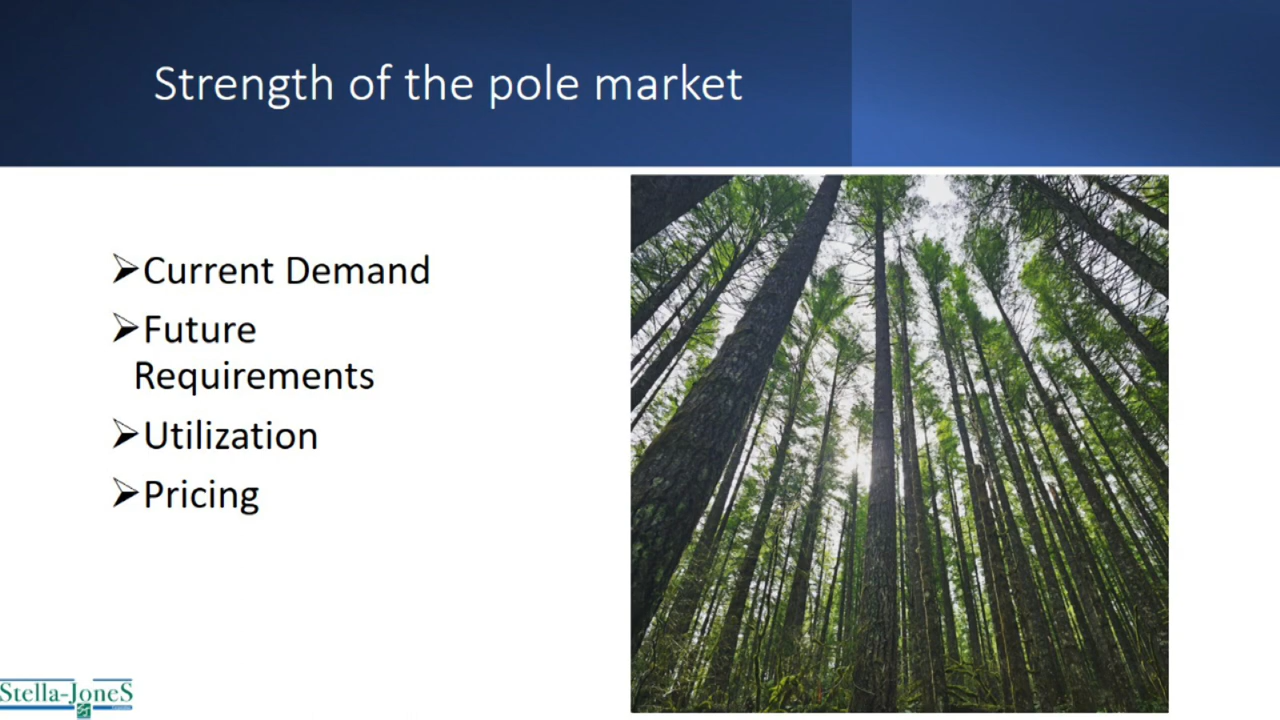 Strength of the pole market
➢Current Demand
➢Future
Requirements
➢Utilization
➢Pricing
Stella-JoneS